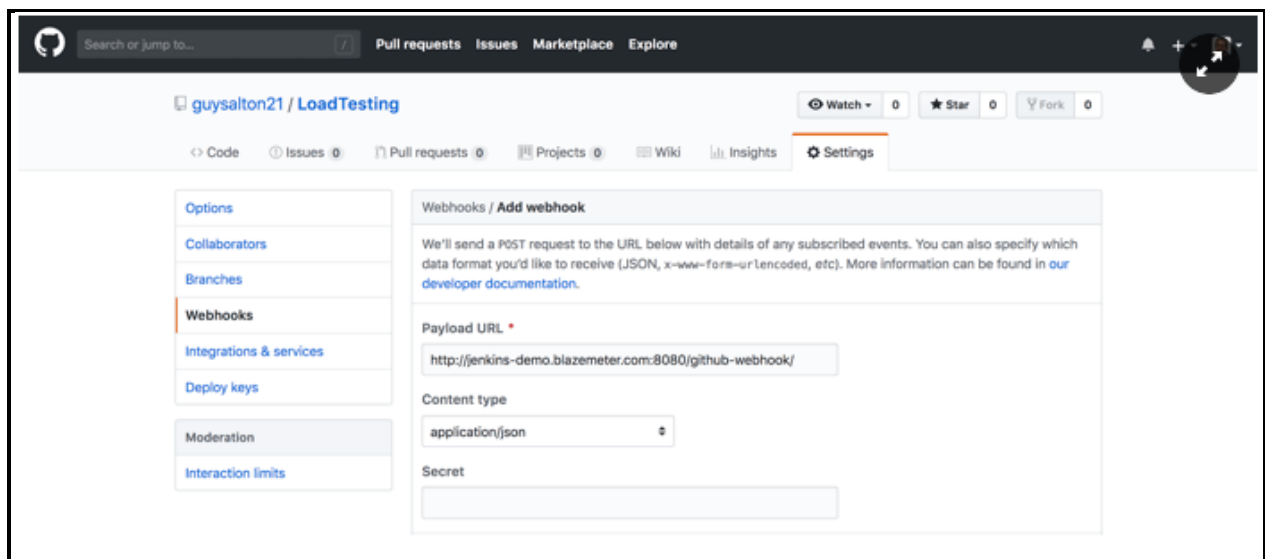 Search or jump to... /
Pull requests Issues Marketplace Explore
guysalton21 / LoadTesting
Watch 0 Star 0 Fork 0
Code Issues 0 Pull requests 0 Projects 0 Wiki Insights Settings
Options
Collaborators
Branches
Webhooks
Integrations & services
Deploy keys
Moderation
Interaction limits
Webhooks / Add webhook
We'll send a POST request to the URL below with details of any subscribed events. You can also specify which
data format you'd like to receive (JSON, x-www-form-urlencoded, etc). More information can be found in our
developer documentation.
Payload URL *
http://jenkins-demo.blazemeter.com:8080/github-webhook/
Content type
application/json
Secret